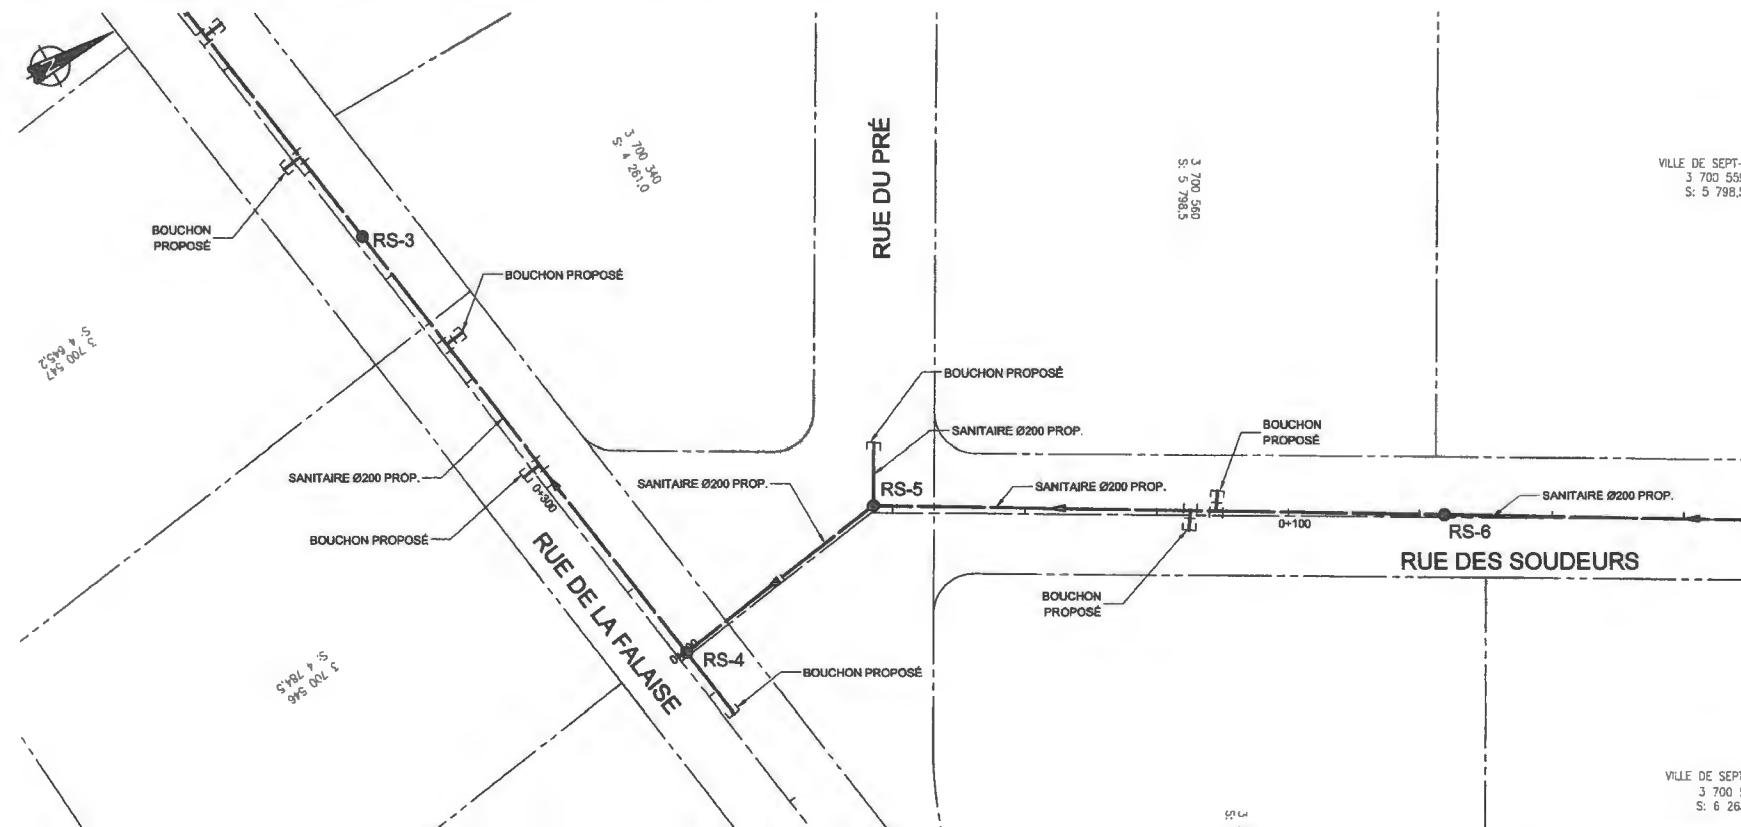 RUE DU PRÉ
3 700 340
S: 4 261,0
3 700 560
S: 5 798,5
VILLE DE SEPT-
3 700 559
S: 5 798,5
BOUCHON
PROPOSÉ
RS-3
BOUCHON PROPOSÉ
3 700 547
S: 4 645,2
BOUCHON PROPOSÉ
SANITAIRE Ø200 PROP.
BOUCHON
PROPOSÉ
SANITAIRE Ø200 PROP.
SANITAIRE Ø200 PROP.
RS-5
SANITAIRE Ø200 PROP.
SANITAIRE Ø200 PROP.
0+300
0+100
RS-6
BOUCHON PROPOSÉ
RUE DES SOUDEURS
RUE DE LA FALAISE
BOUCHON
PROPOSÉ
RS-4
BOUCHON PROPOSÉ
3 700 546
S: 4 784,5
VILLE DE SEPT
3 700
S: 6 26